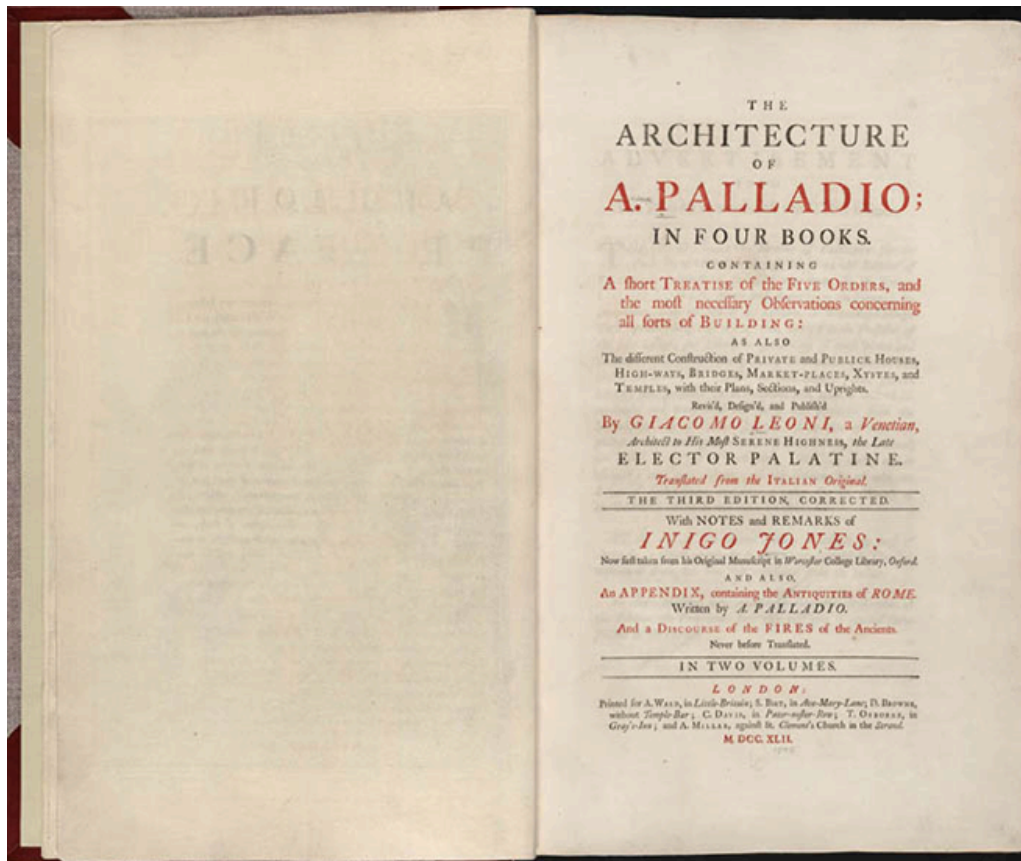 THE
ARCHITECTURE
OF
A. PALLADIO;
IN FOUR BOOKS.
CONTAINING
A ſhort TREATISE of the FIVE ORDERS, and
the moſt neceſſary Obſervations concerning
all ſorts of BUILDING:
AS ALSO
The different Conſtruction of PRIVATE and PUBLICK HOUSES,
HIGH-WAYS, BRIDGES, MARKET-PLACES, XYSTES, and
TEMPLES, with their Plans, Sections, and Uprights.
Revis'd, Deſign'd, and Publiſh'd
By GIACOMO LEONI, a Venetian,
Architect to His Moſt SERENE HIGHNESS, the Late
ELECTOR PALATINE.
Tranſlated from the ITALIAN Original.
THE THIRD EDITION, CORRECTED.
With NOTES and REMARKS of
INIGO JONES:
Now firſt taken from his Original Manuſcript in Worceſter College Library, Oxford.
AND ALSO,
An APPENDIX, containing the ANTIQUITIES of ROME.
Written by A. PALLADIO.
And a DISCOURSE of the FIRES of the Ancients.
Never before Tranſlated.
IN TWO VOLUMES.
LONDON:
Printed for A. WARD, in Little-Britain; S. BIRT, in Ave-Mary-Lane; D. BROWNE,
without Temple-Bar; C. DAVIS, in Pater-noſter-Row; T. OSBORNE, in
Gray's-Inn; and A. MILLAR, againſt St. Clement's Church in the Strand.
M. DCC. XLII.